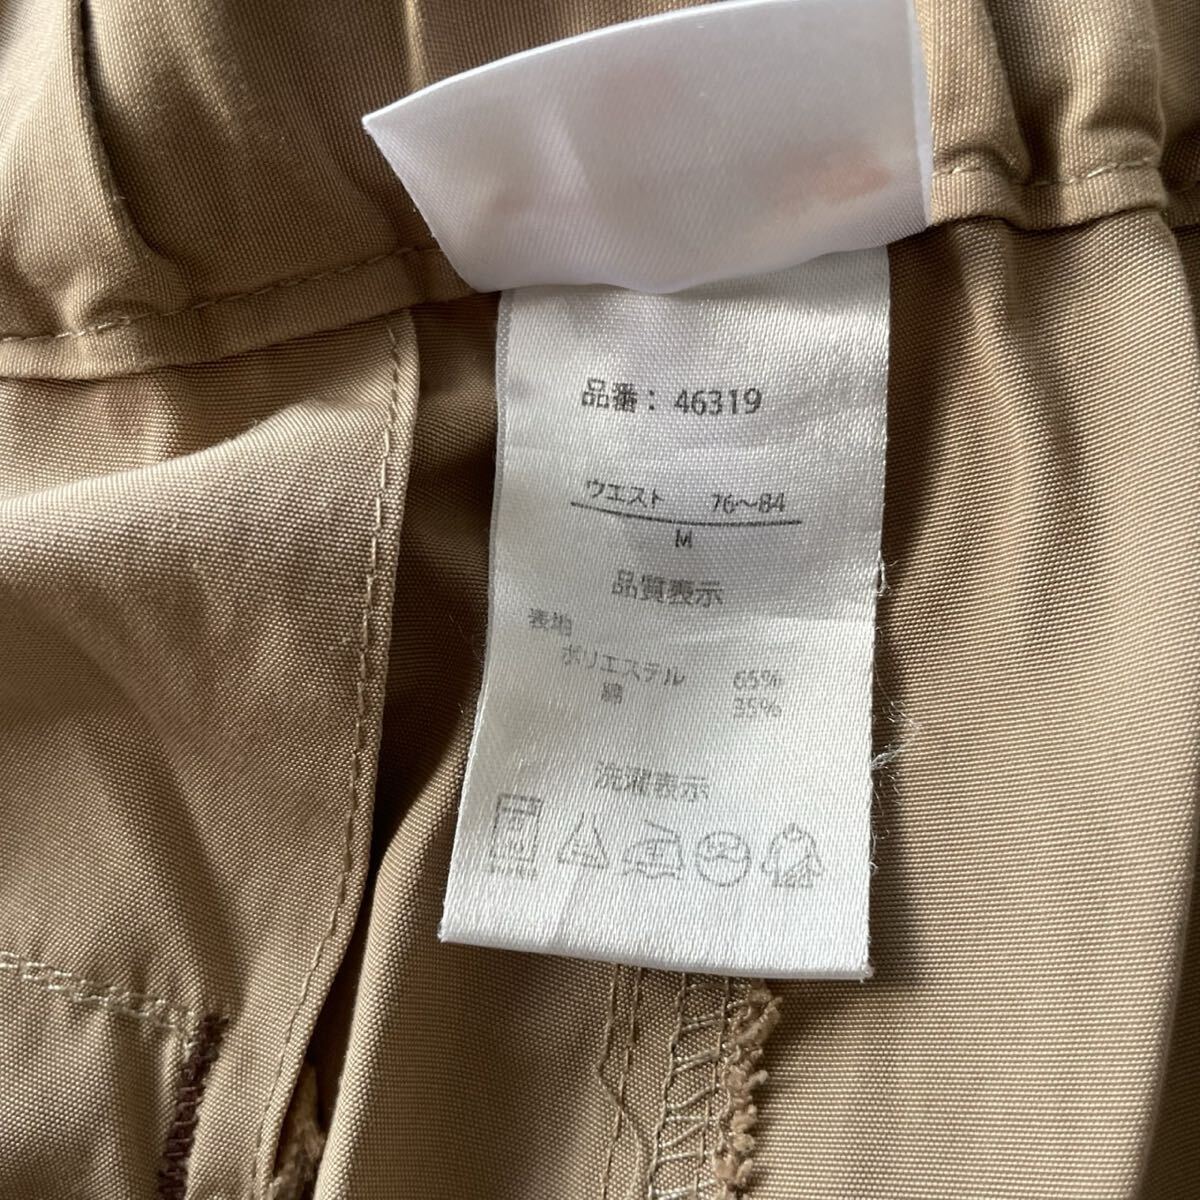 品番： 46319
ウエスト 76～84
M
品質表示
表地
ポリエステル 65%
綿 35%
洗濯表示